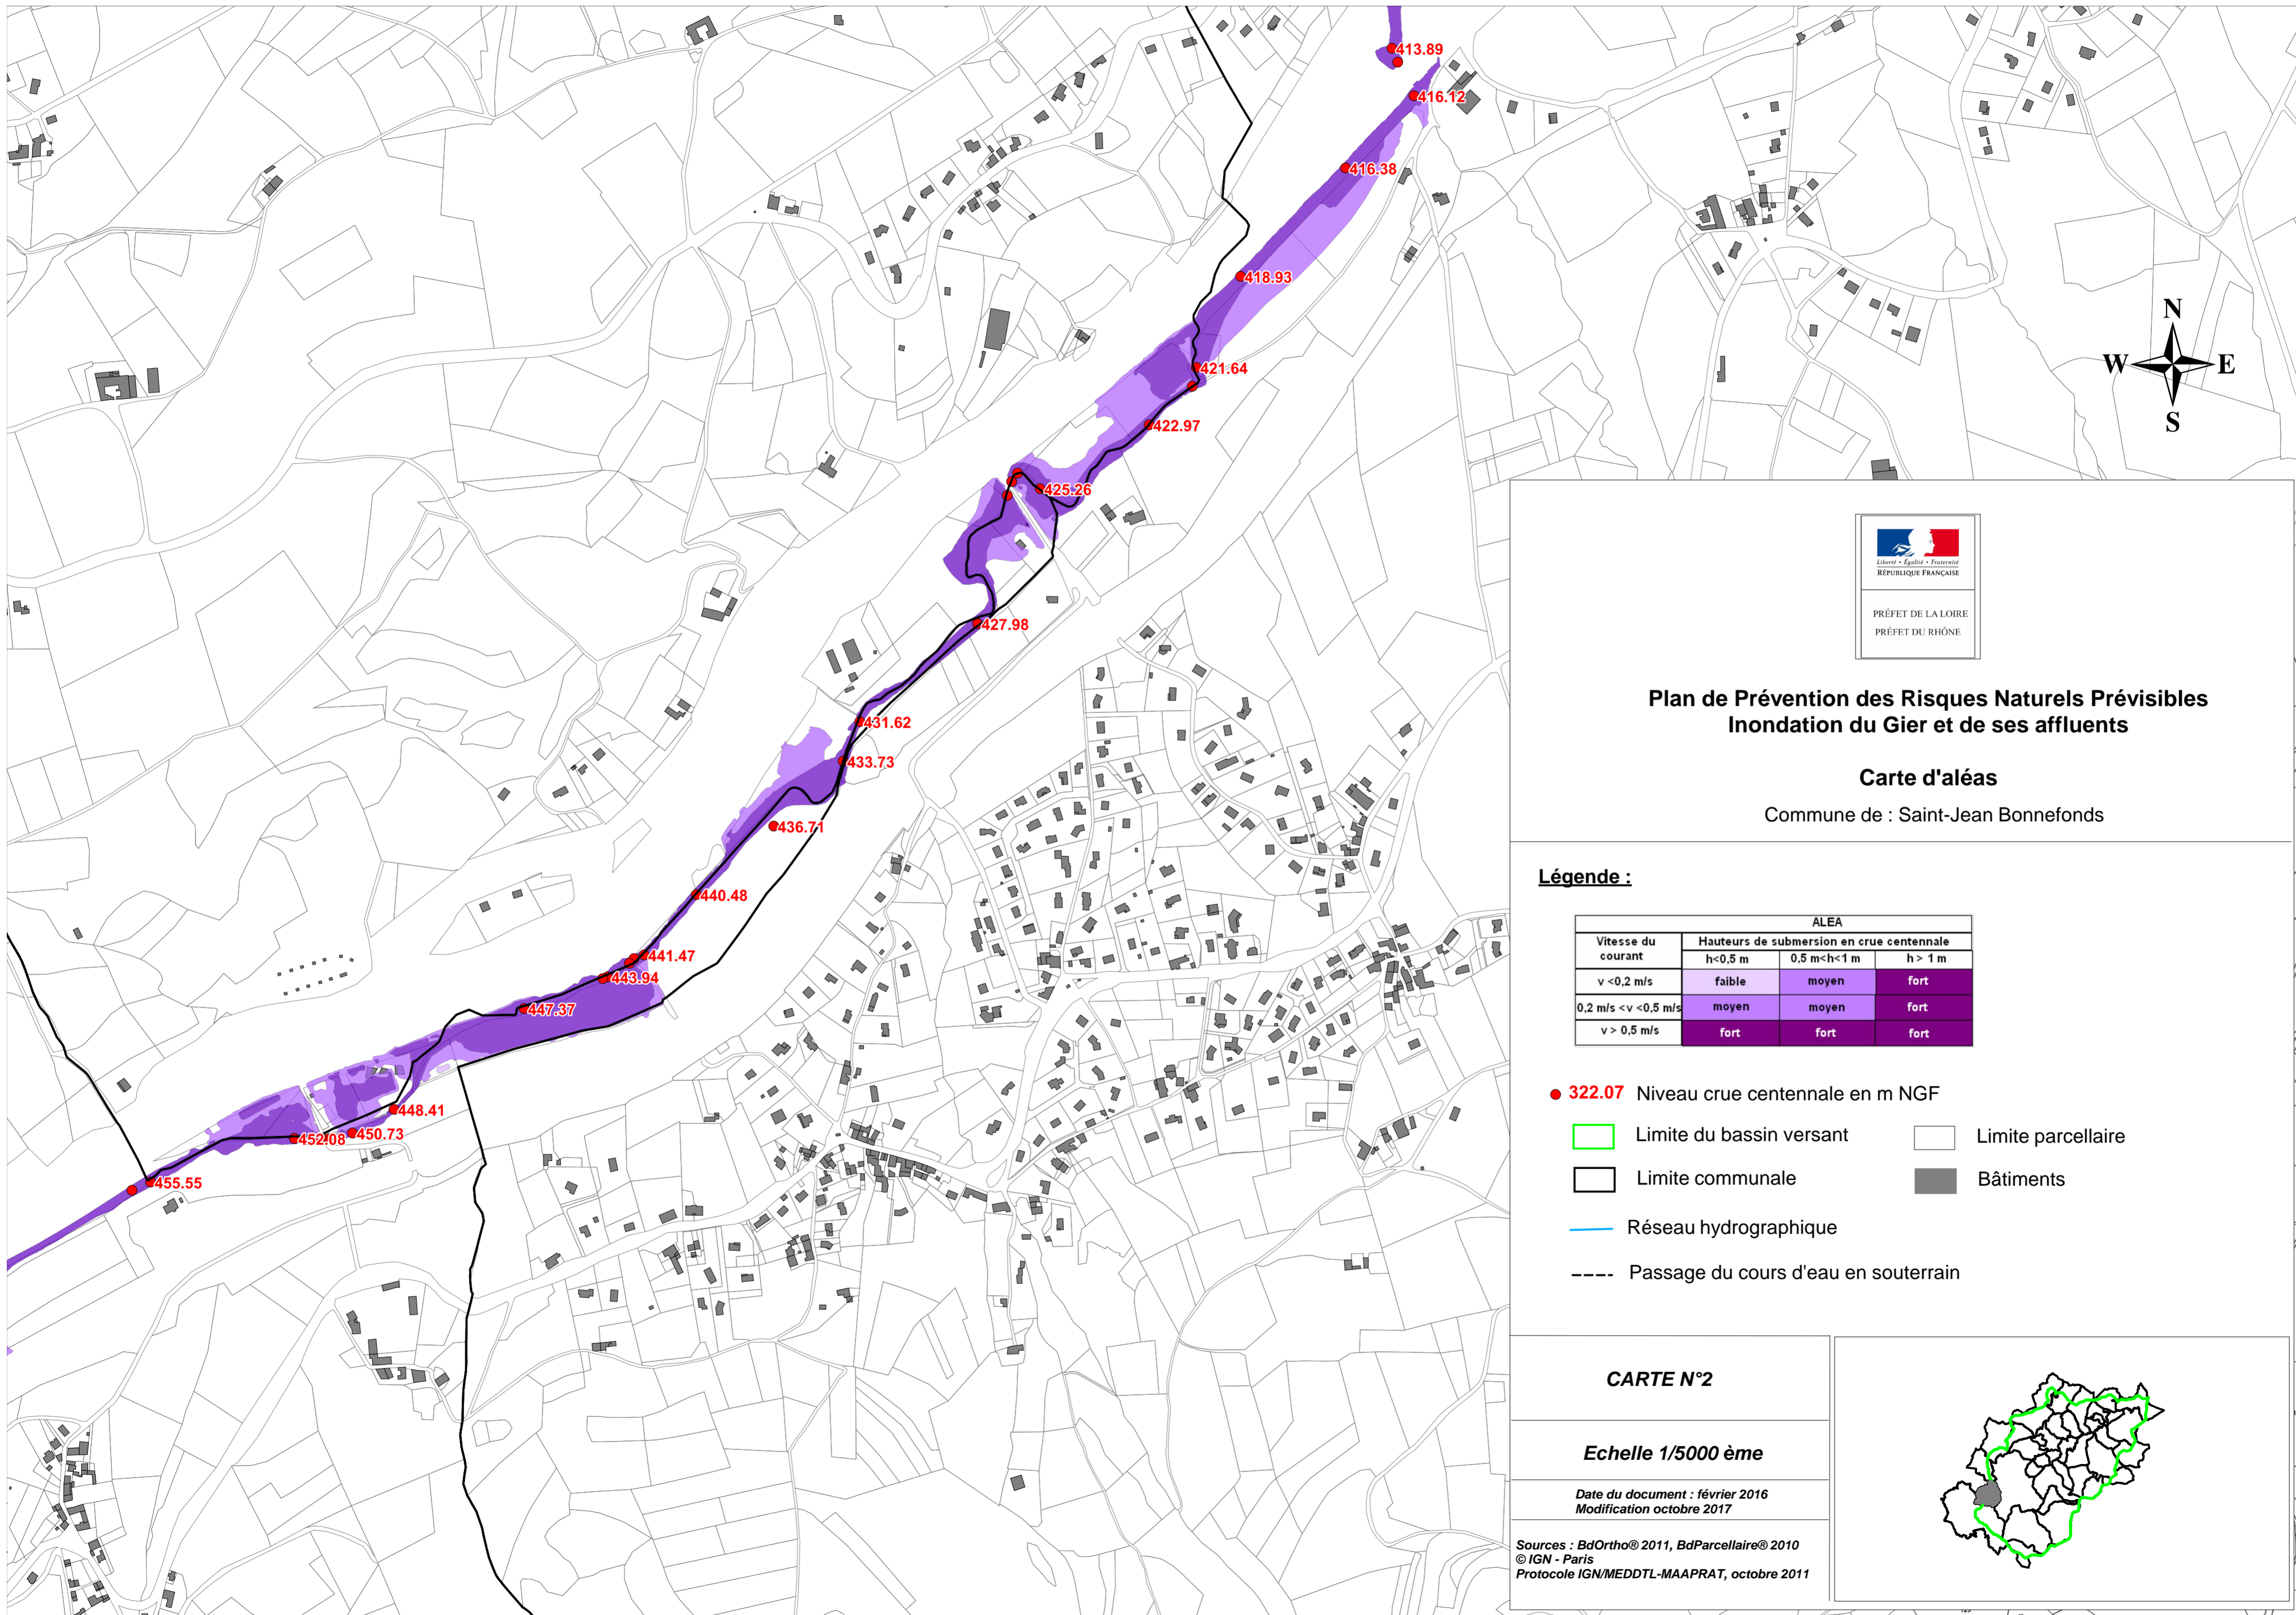 413.89
416.12
416.38
418.93
421.64
422.97
425.26
427.98
431.62
433.73
436.71
440.48
441.47
443.94
447.37
448.41
450.73
452.08
455.55
N
W E
S
Liberté • Égalité • Fraternité
RÉPUBLIQUE FRANÇAISE
PRÉFET DE LA LOIRE
PRÉFET DU RHÔNE
Plan de Prévention des Risques Naturels Prévisibles
Inondation du Gier et de ses affluents
Carte d'aléas
Commune de : Saint-Jean Bonnefonds
Légende :
ALEA
Vitesse du courant
Hauteurs de submersion en crue centennale
h<0,5 m 0,5 m<h<1 m h> 1 m
v <0,2 m/s faible moyen fort
0,2 m/s <v <0,5 m/s moyen moyen fort
v > 0,5 m/s fort fort fort
322.07 Niveau crue centennale en m NGF
Limite du bassin versant Limite parcellaire
Limite communale Bâtiments
Réseau hydrographique
Passage du cours d'eau en souterrain
CARTE N°2
Echelle 1/5000 ème
Date du document : février 2016
Modification octobre 2017
Sources : BdOrtho® 2011, BdParcellaire® 2010
© IGN - Paris
Protocole IGN/MEDDTL-MAAPRAT, octobre 2011